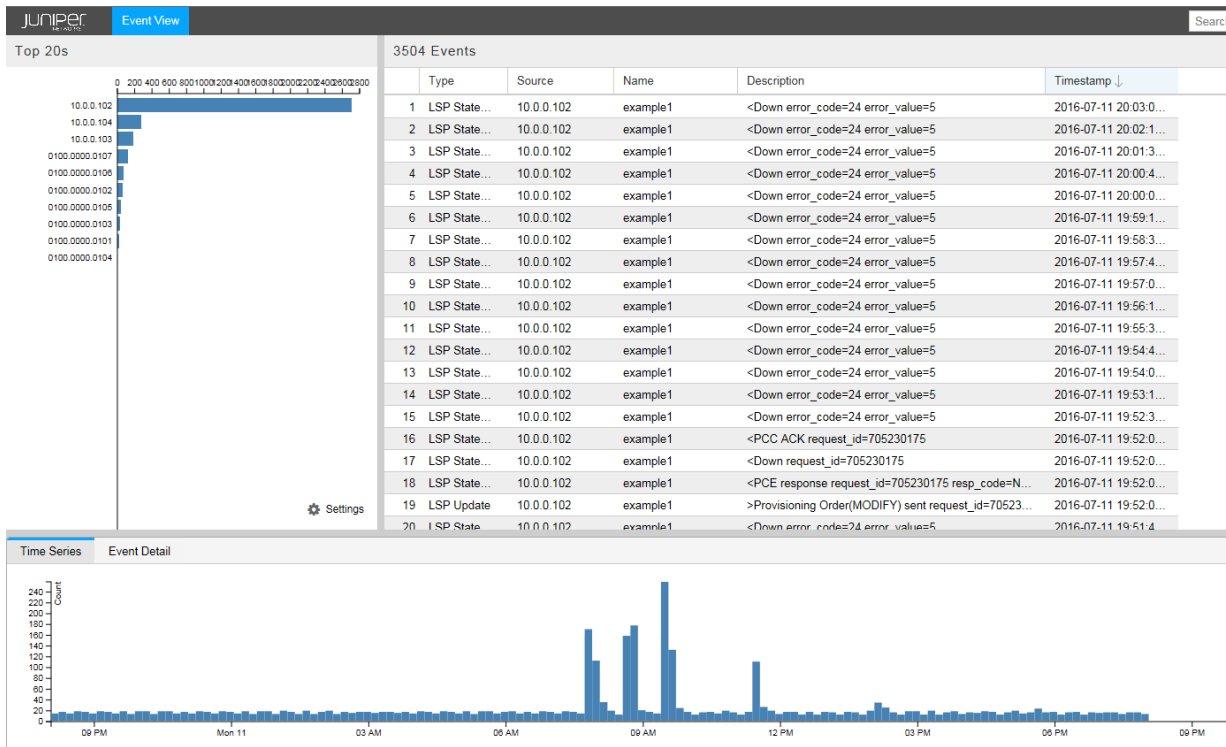 JUNIPER
NETWORKS
Event View
Search
Top 20s
3504 Events
0 200 400 600 800 1000 1200 1400 1600 1800 2000 2200 2400 2600 2800
10.0.0.102
10.0.0.104
10.0.0.103
0100.0000.0107
0100.0000.0106
0100.0000.0102
0100.0000.0105
0100.0000.0103
0100.0000.0101
0100.0000.0104
Settings
Type Source Name Description Timestamp ↓
1 LSP State... 10.0.0.102 example1 <Down error_code=24 error_value=5 2016-07-11 20:03:0...
2 LSP State... 10.0.0.102 example1 <Down error_code=24 error_value=5 2016-07-11 20:02:1...
3 LSP State... 10.0.0.102 example1 <Down error_code=24 error_value=5 2016-07-11 20:01:3...
4 LSP State... 10.0.0.102 example1 <Down error_code=24 error_value=5 2016-07-11 20:00:4...
5 LSP State... 10.0.0.102 example1 <Down error_code=24 error_value=5 2016-07-11 20:00:0...
6 LSP State... 10.0.0.102 example1 <Down error_code=24 error_value=5 2016-07-11 19:59:1...
7 LSP State... 10.0.0.102 example1 <Down error_code=24 error_value=5 2016-07-11 19:58:3...
8 LSP State... 10.0.0.102 example1 <Down error_code=24 error_value=5 2016-07-11 19:57:4...
9 LSP State... 10.0.0.102 example1 <Down error_code=24 error_value=5 2016-07-11 19:57:0...
10 LSP State... 10.0.0.102 example1 <Down error_code=24 error_value=5 2016-07-11 19:56:1...
11 LSP State... 10.0.0.102 example1 <Down error_code=24 error_value=5 2016-07-11 19:55:3...
12 LSP State... 10.0.0.102 example1 <Down error_code=24 error_value=5 2016-07-11 19:54:4...
13 LSP State... 10.0.0.102 example1 <Down error_code=24 error_value=5 2016-07-11 19:54:0...
14 LSP State... 10.0.0.102 example1 <Down error_code=24 error_value=5 2016-07-11 19:53:1...
15 LSP State... 10.0.0.102 example1 <Down error_code=24 error_value=5 2016-07-11 19:52:3...
16 LSP State... 10.0.0.102 example1 <PCC ACK request_id=705230175 2016-07-11 19:52:0...
17 LSP State... 10.0.0.102 example1 <Down request_id=705230175 2016-07-11 19:52:0...
18 LSP State... 10.0.0.102 example1 <PCE response request_id=705230175 resp_code=N... 2016-07-11 19:52:0...
19 LSP Update 10.0.0.102 example1 >Provisioning Order(MODIFY) sent request_id=70523... 2016-07-11 19:52:0...
20 LSP State... 10.0.0.102 example1 <Down error_code=24 error_value=5 2016-07-11 19:51:4...
Time Series Event Detail
Count
240
220
200
180
160
140
120
100
80
60
40
20
0
09 PM Mon 11 03 AM 06 AM 09 AM 12 PM 03 PM 06 PM 09 PM